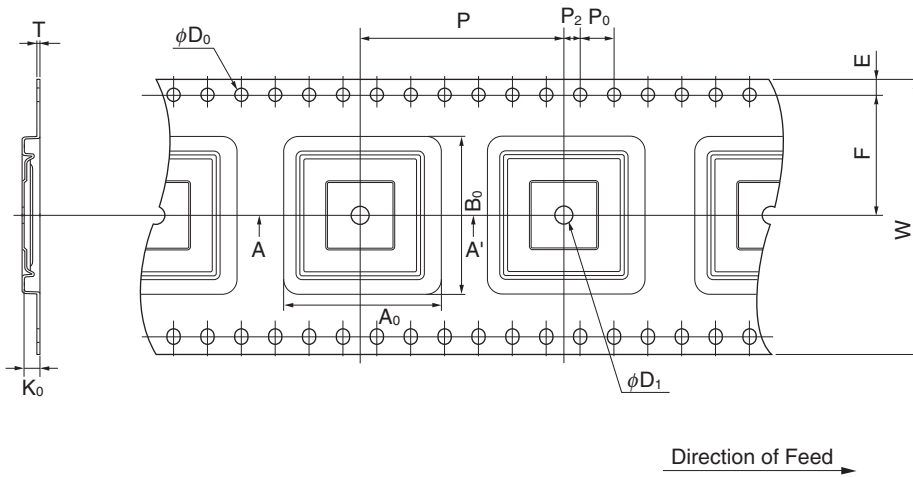 T
P
P₂
P₀
ϕD₀
E
F
W
B₀
A
A'
A₀
K₀
ϕD₁
Direction of Feed